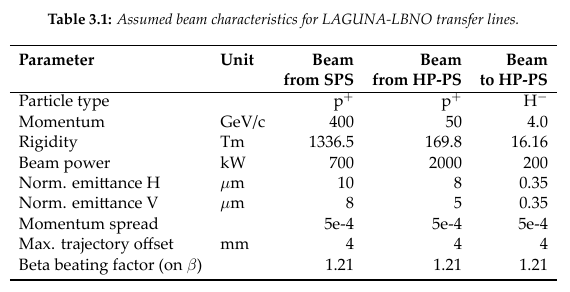 Table 3.1: Assumed beam characteristics for LAGUNA-LBNO transfer lines.
Parameter Unit Beam Beam Beam
from SPS from HP-PS to HP-PS
Particle type p⁺ p⁺ H⁻
Momentum GeV/c 400 50 4.0
Rigidity Tm 1336.5 169.8 16.16
Beam power kW 700 2000 200
Norm. emittance H μm 10 8 0.35
Norm. emittance V μm 8 5 0.35
Momentum spread 5e-4 5e-4 5e-4
Max. trajectory offset mm 4 4 4
Beta beating factor (on β) 1.21 1.21 1.21